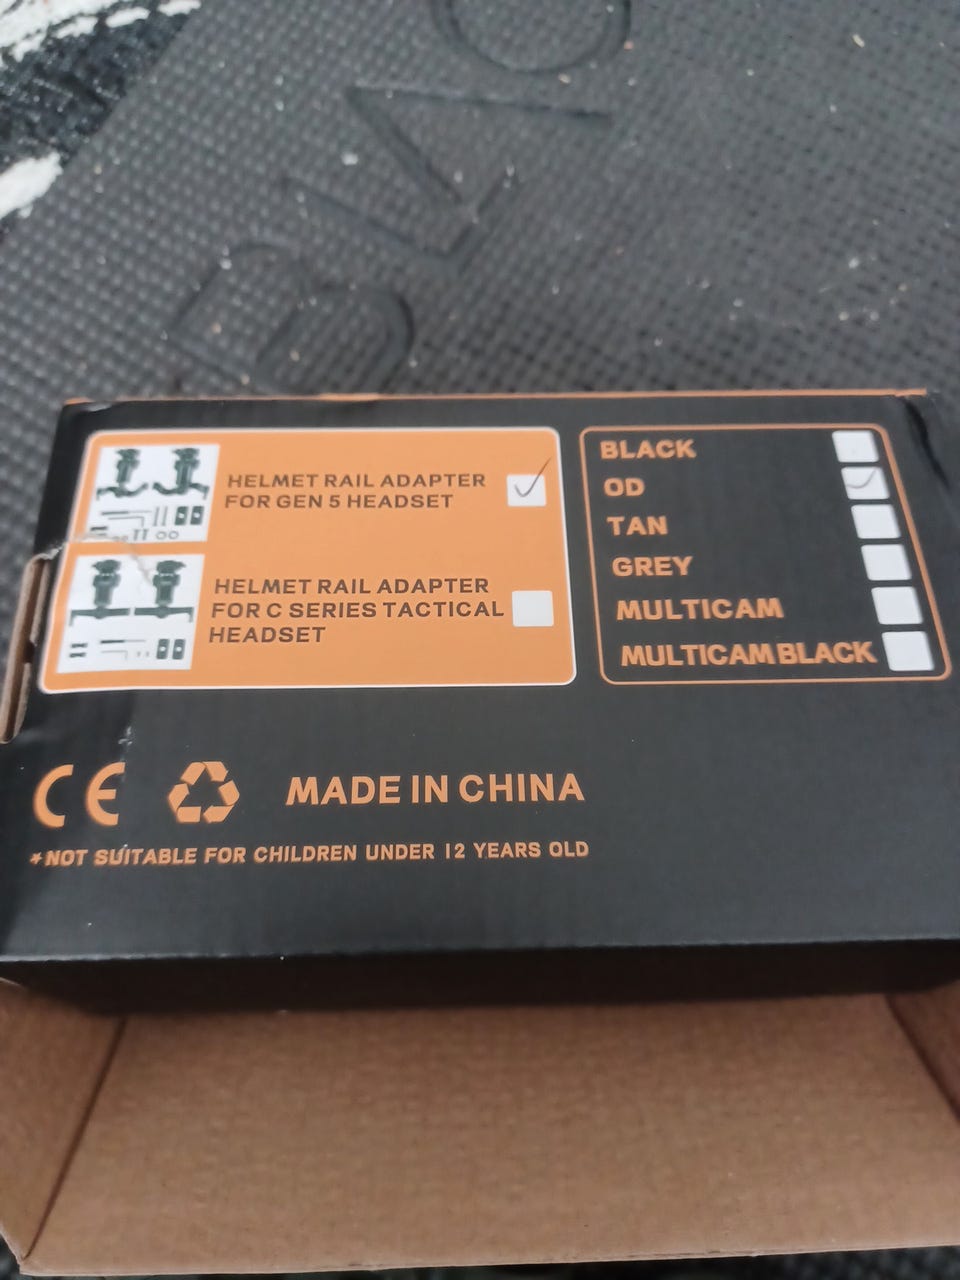 HELMET RAIL ADAPTER
FOR GEN 5 HEADSET
HELMET RAIL ADAPTER
FOR C SERIES TACTICAL
HEADSET
BLACK
OD
TAN
GREY
MULTICAM
MULTICAM BLACK
CE
MADE IN CHINA
*NOT SUITABLE FOR CHILDREN UNDER 12 YEARS OLD